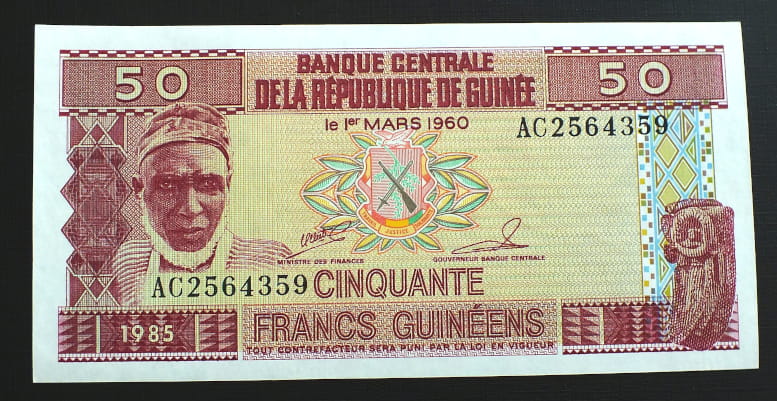 50
BANQUE CENTRALE
DE LA RÉPUBLIQUE DE GUINÉE
50
le 1er MARS 1960
AC2564359
JUSTICE
MINISTRE DES FINANCES
GOUVERNEUR BANQUE CENTRALE
AC2564359
CINQUANTE
1985
FRANCS GUINÉENS
TOUT CONTREFACTEUR SERA PUNI PAR LA LOI EN VIGUEUR